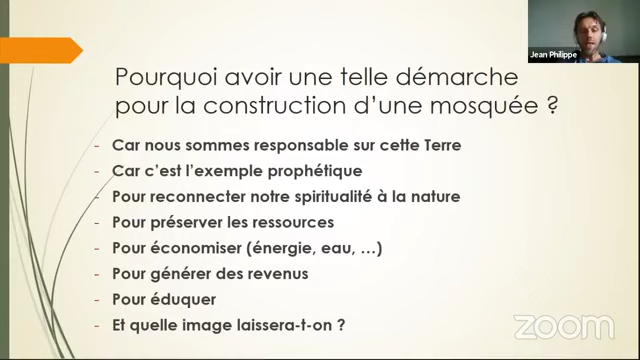 Jean Philippe
Pourquoi avoir une telle démarche
pour la construction d'une mosquée ?
- Car nous sommes responsable sur cette Terre
- Car c'est l'exemple prophétique
- Pour reconnecter notre spiritualité à la nature
- Pour préserver les ressources
- Pour économiser (énergie, eau, …)
- Pour générer des revenus
- Pour éduquer
- Et quelle image laissera-t-on ?
zoom